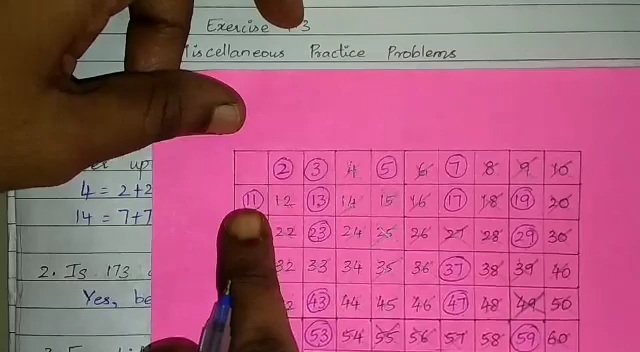 Exercise 3
iscellaneous Practice Problems
up
4 = 2+2
14 = 7+7
2. Is 173
Yes, be
2 3 4 5 6 7 8 9 10
11 12 13 14 15 16 17 18 19 20
22 23 24 25 26 27 28 29 30
32 33 34 35 36 37 38 39 40
2 43 44 45 46 47 48 49 50
53 54 55 56 57 58 59 60